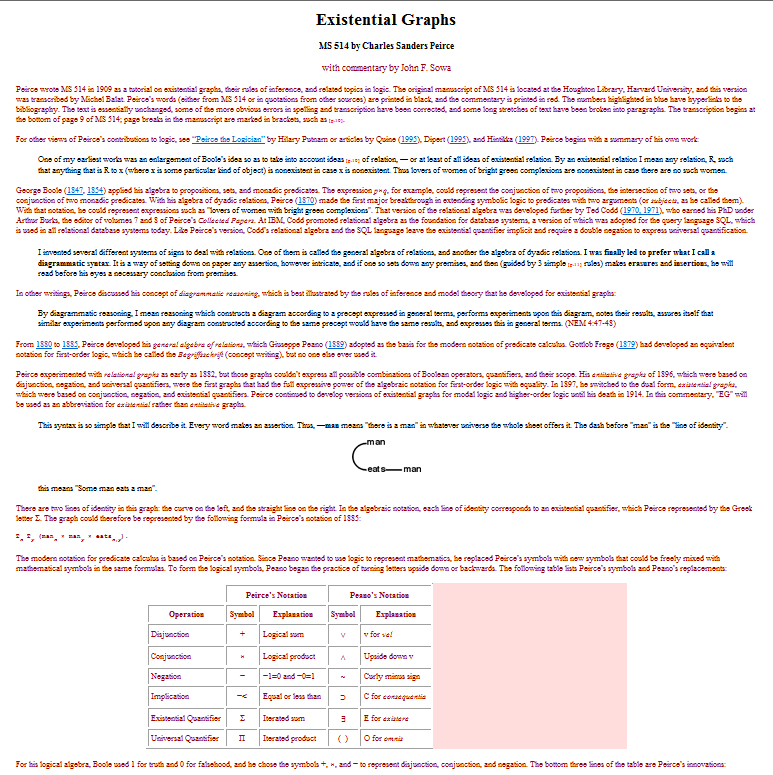 Existential Graphs
MS 514 by Charles Sanders Peirce
with commentary by John F. Sowa
Peirce wrote MS 514 in 1909 as a tutorial on existential graphs, their rules of inference, and related topics in logic. The original manuscript of MS 514 is located at the Houghton Library, Harvard University, and this version
was transcribed by Michel Balat. Peirce's words (either from MS 514 or in quotations from other sources) are printed in black, and the commentary is printed in red. The numbers highlighted in blue have hyperlinks to the
bibliography. The text is essentially unchanged, some of the more obvious errors in spelling and transcription have been corrected, and some long stretches of text have been broken into paragraphs. The transcription begins at
the bottom of page 9 of MS 514; page breaks in the manuscript are marked in brackets, such as [p.10].
For other views of Peirce's contributions to logic, see "Peirce the Logician" by Hilary Putnam or articles by Quine (1995), Dipert (1995), and Hintikka (1997). Peirce begins with a summary of his own work:
One of my earliest works was an enlargement of Boole's idea so as to take into account ideas [p.10] of relation, — or at least of all ideas of existential relation. By an existential relation I mean any relation, R, such
that anything that is R to x (where x is some particular kind of object) is nonexistent in case x is nonexistent. Thus lovers of women of bright green complexions are nonexistent in case there are no such women.
George Boole (1847, 1854) applied his algebra to propositions, sets, and monadic predicates. The expression p×q, for example, could represent the conjunction of two propositions, the intersection of two sets, or the
conjunction of two monadic predicates. With his algebra of dyadic relations, Peirce (1870) made the first major breakthrough in extending symbolic logic to predicates with two arguments (or subjects, as he called them).
With that notation, he could represent expressions such as "lovers of women with bright green complexions". That version of the relational algebra was developed further by Ted Codd (1970, 1971), who earned his PhD under
Arthur Burks, the editor of volumes 7 and 8 of Peirce's Collected Papers. At IBM, Codd promoted relational algebra as the foundation for database systems, a version of which was adopted for the query language SQL, which
is used in all relational database systems today. Like Peirce's version, Codd's relational algebra and the SQL language leave the existential quantifier implicit and require a double negation to express universal quantification.
I invented several different systems of signs to deal with relations. One of them is called the general algebra of relations, and another the algebra of dyadic relations. I was finally led to prefer what I call a
diagrammatic syntax. It is a way of setting down on paper any assertion, however intricate, and if one so sets down any premises, and then (guided by 3 simple [p.11] rules) makes erasures and insertions, he will
read before his eyes a necessary conclusion from premises.
In other writings, Peirce discussed his concept of diagrammatic reasoning, which is best illustrated by the rules of inference and model theory that he developed for existential graphs:
By diagrammatic reasoning, I mean reasoning which constructs a diagram according to a precept expressed in general terms, performs experiments upon this diagram, notes their results, assures itself that
similar experiments performed upon any diagram constructed according to the same precept would have the same results, and expresses this in general terms. (NEM 4:47-48)
From 1880 to 1885, Peirce developed his general algebra of relations, which Giuseppe Peano (1889) adopted as the basis for the modern notation of predicate calculus. Gottlob Frege (1879) had developed an equivalent
notation for first-order logic, which he called the Begriffsschrift (concept writing), but no one else ever used it.
Peirce experimented with relational graphs as early as 1882, but those graphs couldn't express all possible combinations of Boolean operators, quantifiers, and their scope. His entitative graphs of 1896, which were based on
disjunction, negation, and universal quantifiers, were the first graphs that had the full expressive power of the algebraic notation for first-order logic with equality. In 1897, he switched to the dual form, existential graphs,
which were based on conjunction, negation, and existential quantifiers. Peirce continued to develop versions of existential graphs for modal logic and higher-order logic until his death in 1914. In this commentary, "EG" will
be used as an abbreviation for existential rather than entitative graphs.
This syntax is so simple that I will describe it. Every word makes an assertion. Thus, —man means "there is a man" in whatever universe the whole sheet offers it. The dash before "man" is the "line of identity".
man
eats man
this means "Some man eats a man".
There are two lines of identity in this graph: the curve on the left, and the straight line on the right. In the algebraic notation, each line of identity corresponds to an existential quantifier, which Peirce represented by the Greek
letter Σ. The graph could therefore be represented by the following formula in Peirce's notation of 1885:
Σx Σy (manx × many × eatsx,y).
The modern notation for predicate calculus is based on Peirce's notation. Since Peano wanted to use logic to represent mathematics, he replaced Peirce's symbols with new symbols that could be freely mixed with
mathematical symbols in the same formulas. To form the logical symbols, Peano began the practice of turning letters upside down or backwards. The following table lists Peirce's symbols and Peano's replacements:
Peirce's Notation Peano's Notation
Operation Symbol Explanation Symbol Explanation
Disjunction + Logical sum ∨ v for vel
Conjunction × Logical product ∧ Upside down v
Negation − −1=0 and −0=1 ~ Curly minus sign
Implication −< Equal or less than ⊃ C for consequentia
Existential Quantifier Σ Iterated sum ∃ E for existere
Universal Quantifier Π Iterated product ( ) O for omnis
For his logical algebra, Boole used 1 for truth and 0 for falsehood, and he chose the symbols +, ×, and − to represent disjunction, conjunction, and negation. The bottom three lines of the table are Peirce's innovations: